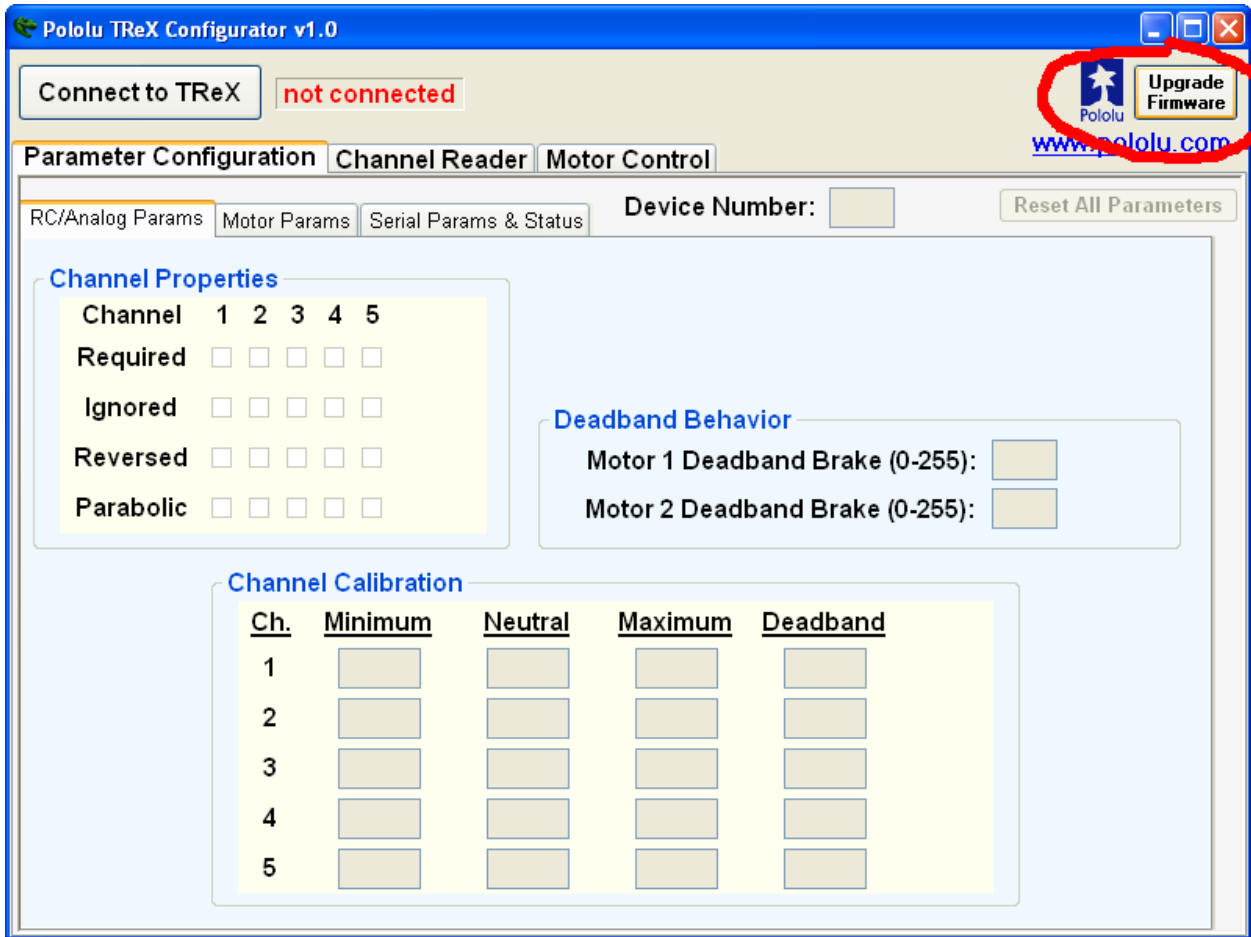 Pololu TReX Configurator v1.0
Connect to TReX not connected
Pololu
Upgrade
Firmware
www.pololu.com
Parameter Configuration Channel Reader Motor Control
RC/Analog Params Motor Params Serial Params & Status Device Number: Reset All Parameters
Channel Properties
Channel 1 2 3 4 5
Required
Ignored
Reversed
Parabolic
Deadband Behavior
Motor 1 Deadband Brake (0-255):
Motor 2 Deadband Brake (0-255):
Channel Calibration
Ch. Minimum Neutral Maximum Deadband
1
2
3
4
5